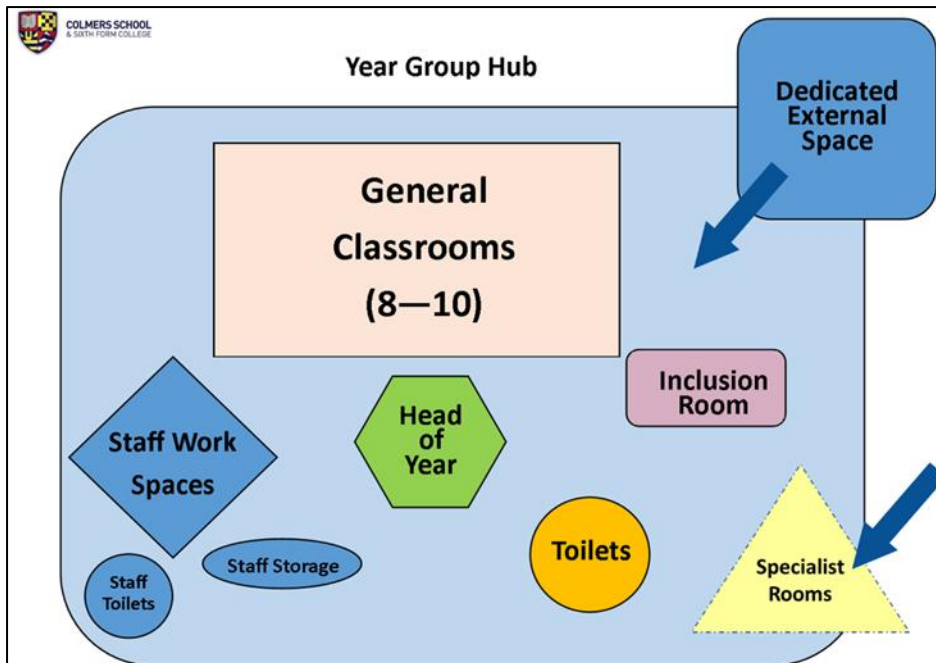 COLMERS SCHOOL
& SIXTH FORM COLLEGE
Year Group Hub
Dedicated
External
Space
General
Classrooms
(8—10)
Inclusion
Room
Head
of
Year
Staff Work
Spaces
Toilets
Staff Storage
Staff
Toilets
Specialist
Rooms